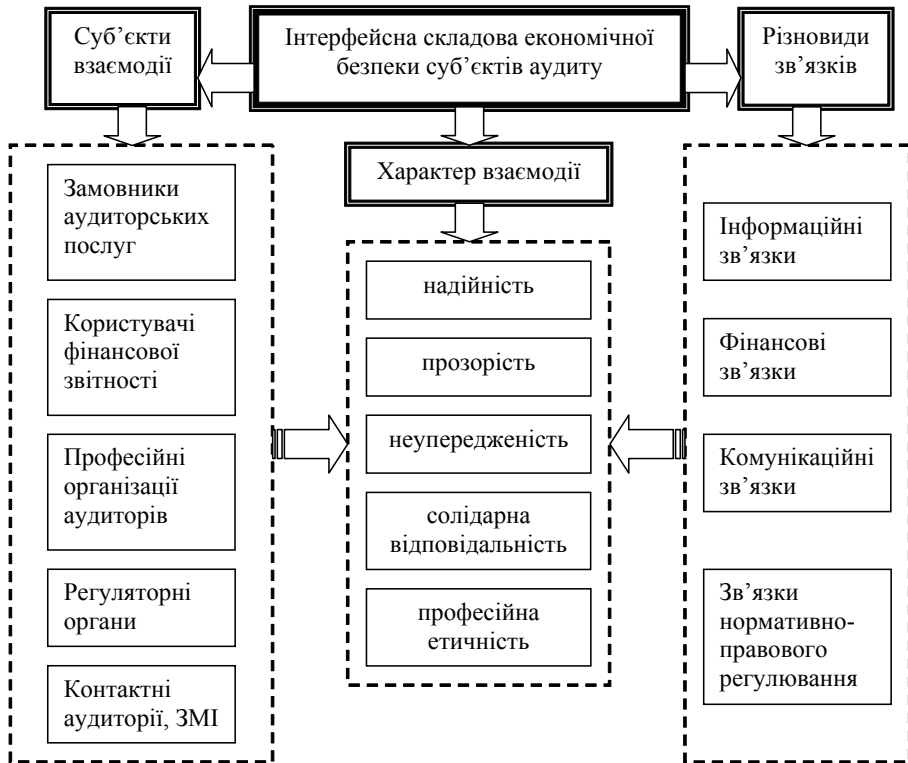 Суб’єкти
взаємодії
Інтерфейсна складова економічної
безпеки суб’єктів аудиту
Різновиди
зв’язків
Характер взаємодії
Замовники
аудиторських
послуг
Користувачі
фінансової
звітності
Професійні
організації
аудиторів
Регуляторні
органи
Контактні
аудиторії, ЗМІ
надійність
прозорість
неупередженість
солідарна
відповідальність
професійна
етичність
Інформаційні
зв’язки
Фінансові
зв’язки
Комунікаційні
зв’язки
Зв’язки
нормативно-
правового
регулювання